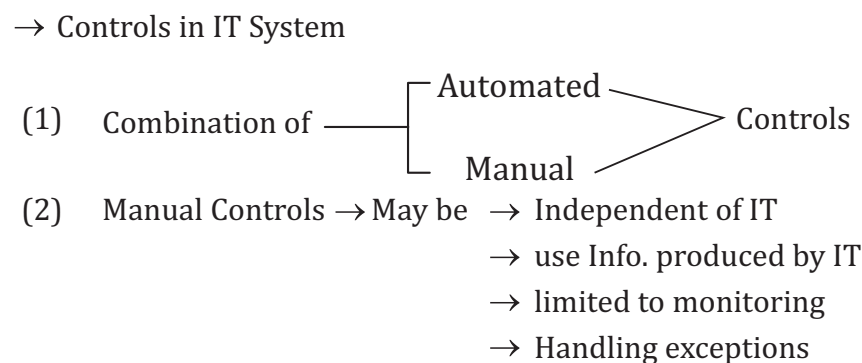 → Controls in IT System
Automated
(1) Combination of Controls
Manual
(2) Manual Controls → May be → Independent of IT
→ use Info. produced by IT
→ limited to monitoring
→ Handling exceptions